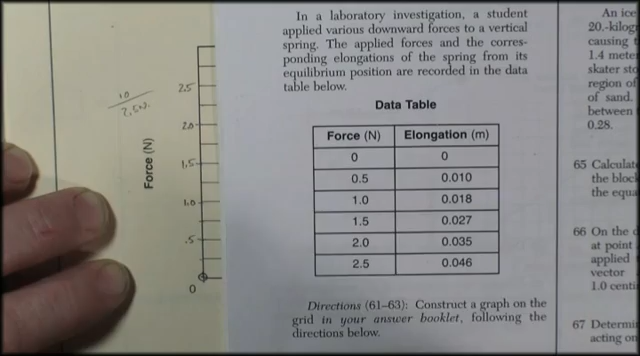 In a laboratory investigation, a student
applied various downward forces to a vertical
spring. The applied forces and the corres-
ponding elongations of the spring from its
equilibrium position are recorded in the data
table below.
Data Table
Force (N) Elongation (m)
0 0
0.5 0.010
1.0 0.018
1.5 0.027
2.0 0.035
2.5 0.046
Directions (61–63): Construct a graph on the
grid in your answer booklet, following the
directions below.
Force (N)
2.5
2.0
1.5
1.0
.5
0
An ice
20.-kilog
causing
1.4 mete
skater sto
region of
of sand.
between
0.28.
65 Calculat
the block
the equa
66 On the
at point
applied
vector
1.0 centi
67 Determi
acting on